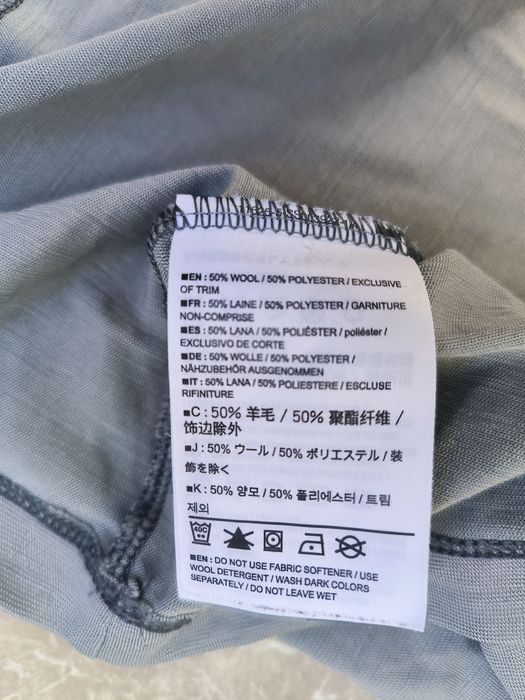 ■EN : 50% WOOL / 50% POLYESTER / EXCLUSIVE
OF TRIM
■FR : 50% LAINE / 50% POLYESTER / GARNITURE
NON-COMPRISE
■ES : 50% LANA / 50% POLIÉSTER / poliéster /
EXCLUSIVO DE CORTE
■DE : 50% WOLLE / 50% POLYESTER /
NÄHZUBEHÖR AUSGENOMMEN
■IT : 50% LANA / 50% POLIESTERE / ESCLUSE
RIFINITURE
■C : 50% 羊毛 / 50% 聚酯纤维 /
饰边除外
■J : 50% ウール / 50% ポリエステル / 装
飾を除く
■K : 50% 양모 / 50% 폴리에스터 / 트림
제외
40C
■EN : DO NOT USE FABRIC SOFTENER / USE
WOOL DETERGENT / WASH DARK COLORS
SEPARATELY / DO NOT LEAVE WET